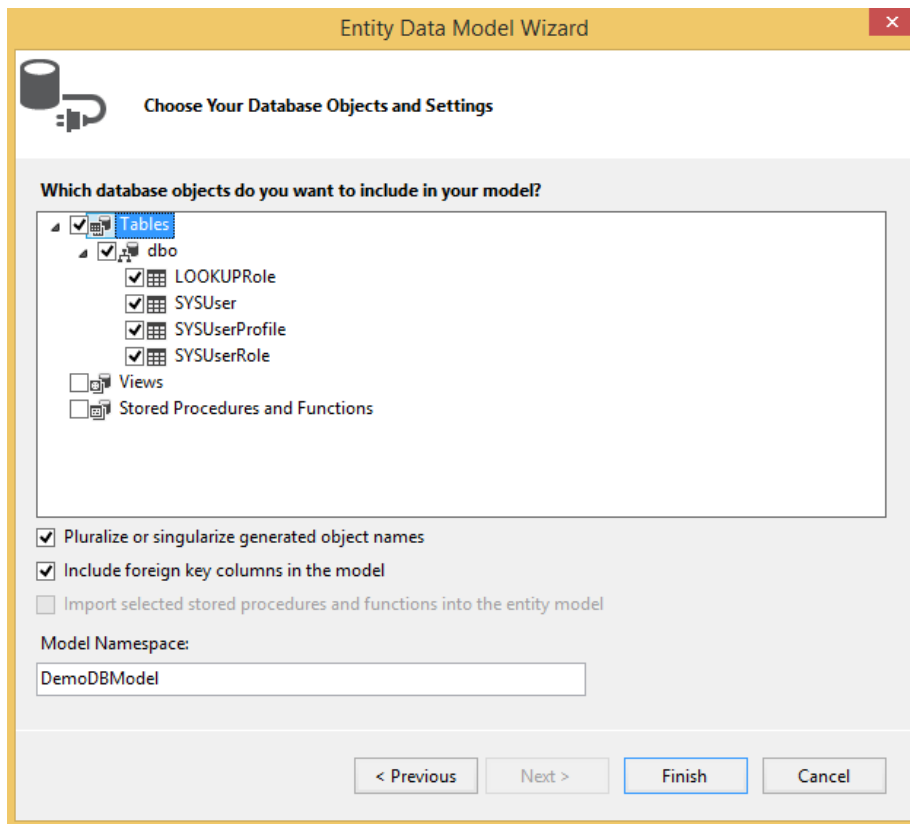 Entity Data Model Wizard
Choose Your Database Objects and Settings
Which database objects do you want to include in your model?
Tables
dbo
LOOKUPRole
SYSUser
SYSUserProfile
SYSUserRole
Views
Stored Procedures and Functions
Pluralize or singularize generated object names
Include foreign key columns in the model
Import selected stored procedures and functions into the entity model
Model Namespace:
DemoDBModel
< Previous Next > Finish Cancel